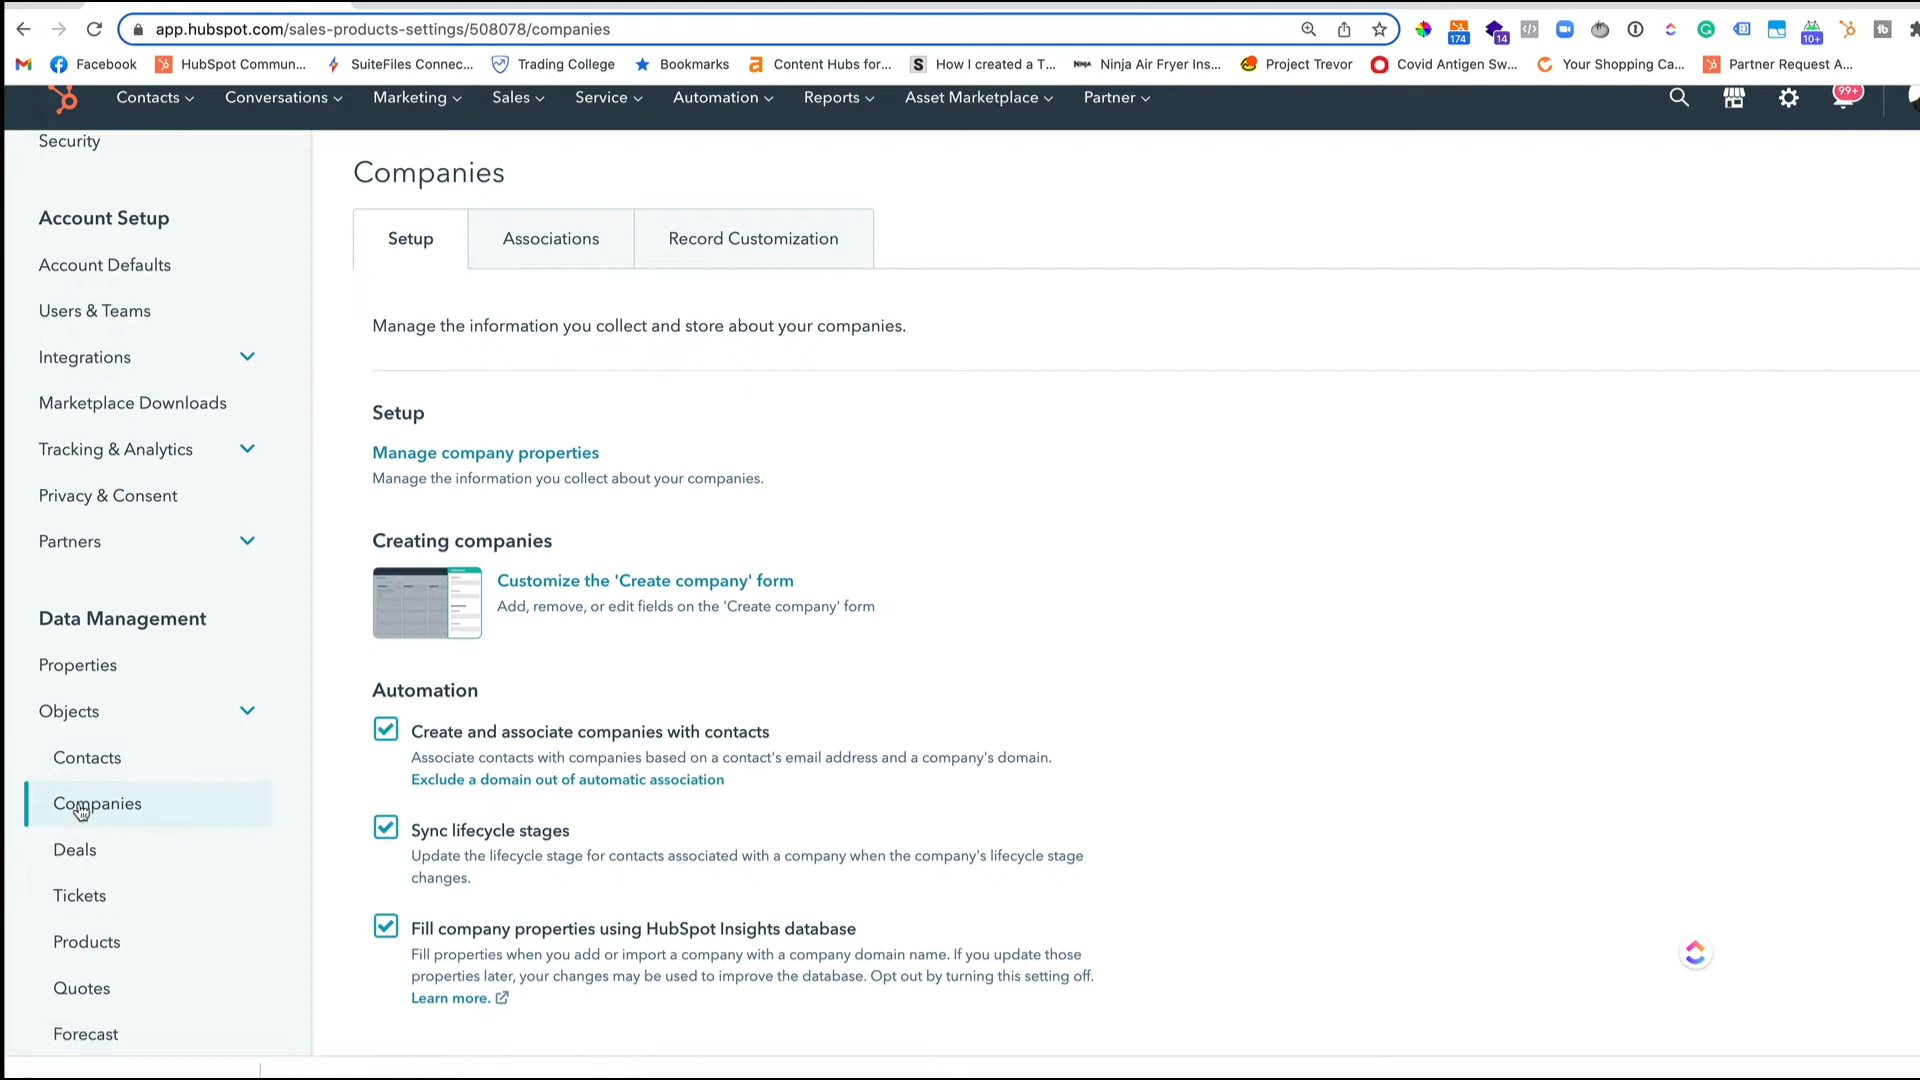 app.hubspot.com/sales-products-settings/508078/companies
174
14
10+
Facebook
HubSpot Commun...
SuiteFiles Connec...
Trading College
Bookmarks
Content Hubs for...
How I created a T...
Ninja Air Fryer Ins...
Project Trevor
Covid Antigen Sw...
Your Shopping Ca...
Partner Request A...
Contacts
Conversations
Marketing
Sales
Service
Automation
Reports
Asset Marketplace
Partner
99+
Security
Account Setup
Account Defaults
Users & Teams
Integrations
Marketplace Downloads
Tracking & Analytics
Privacy & Consent
Partners
Data Management
Properties
Objects
Contacts
Companies
Deals
Tickets
Products
Quotes
Forecast
Companies
Setup
Associations
Record Customization
Manage the information you collect and store about your companies.
Setup
Manage company properties
Manage the information you collect about your companies.
Creating companies
Customize the 'Create company' form
Add, remove, or edit fields on the 'Create company' form
Automation
Create and associate companies with contacts
Associate contacts with companies based on a contact's email address and a company's domain.
Exclude a domain out of automatic association
Sync lifecycle stages
Update the lifecycle stage for contacts associated with a company when the company's lifecycle stage
changes.
Fill company properties using HubSpot Insights database
Fill properties when you add or import a company with a company domain name. If you update those
properties later, your changes may be used to improve the database. Opt out by turning this setting off.
Learn more.